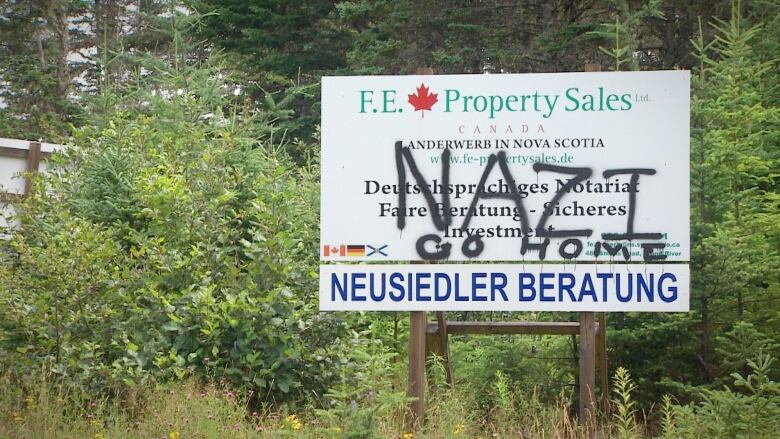 F.E. Property Sales Ltd.
CANADA
LANDERWERB IN NOVA SCOTIA
www.fe-propertysales.de
Deutschsprachiges Notariat
Faire Beratung - Sicheres
Investment
NAZI
GO HOME
NEUSIEDLER BERATUNG